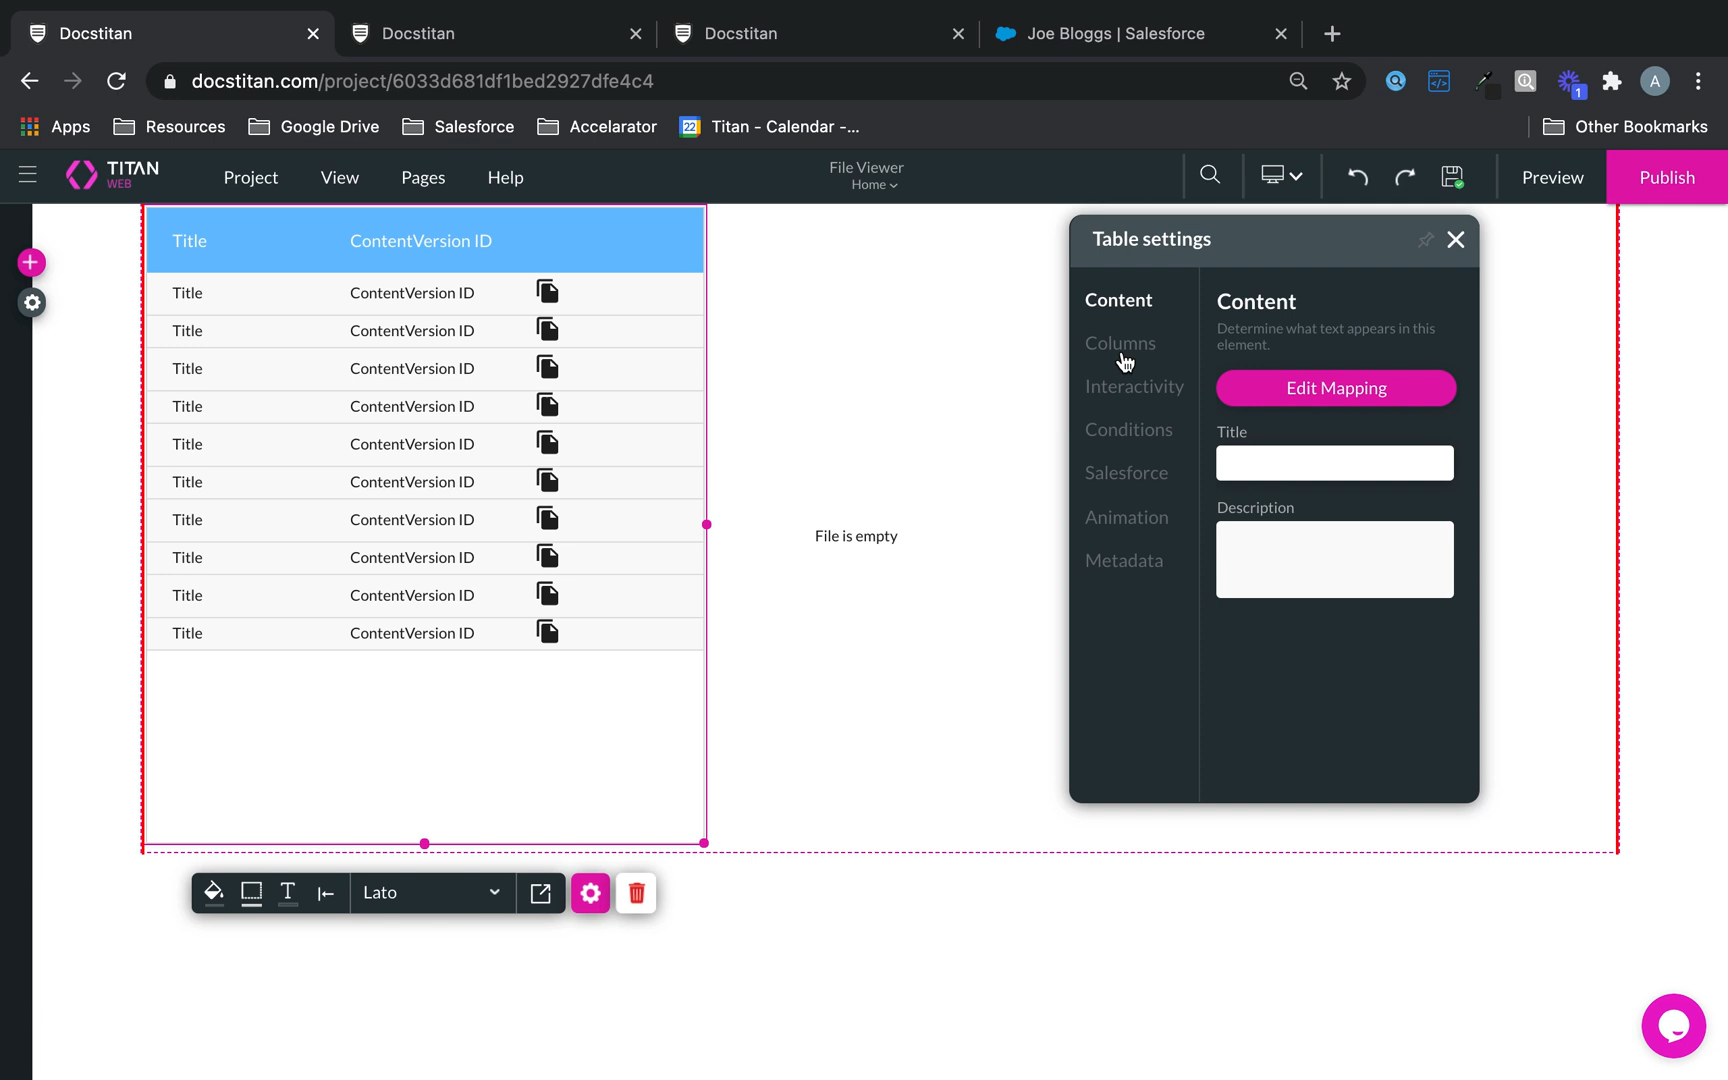 Docstitan
Docstitan
Docstitan
Joe Bloggs | Salesforce
docstitan.com/project/6033d681df1bed2927dfe4c4
1
A
Apps
Resources
Google Drive
Salesforce
Accelarator
22
Titan - Calendar -...
Other Bookmarks
TITAN
WEB
Project
View
Pages
Help
File Viewer
Home
Preview
Publish
Title ContentVersion ID
Title ContentVersion ID
Title ContentVersion ID
Title ContentVersion ID
Title ContentVersion ID
Title ContentVersion ID
Title ContentVersion ID
Title ContentVersion ID
Title ContentVersion ID
Title ContentVersion ID
Title ContentVersion ID
File is empty
Table settings
Content
Columns
Interactivity
Conditions
Salesforce
Animation
Metadata
Content
Determine what text appears in this
element.
Edit Mapping
Title
Description
T
Lato